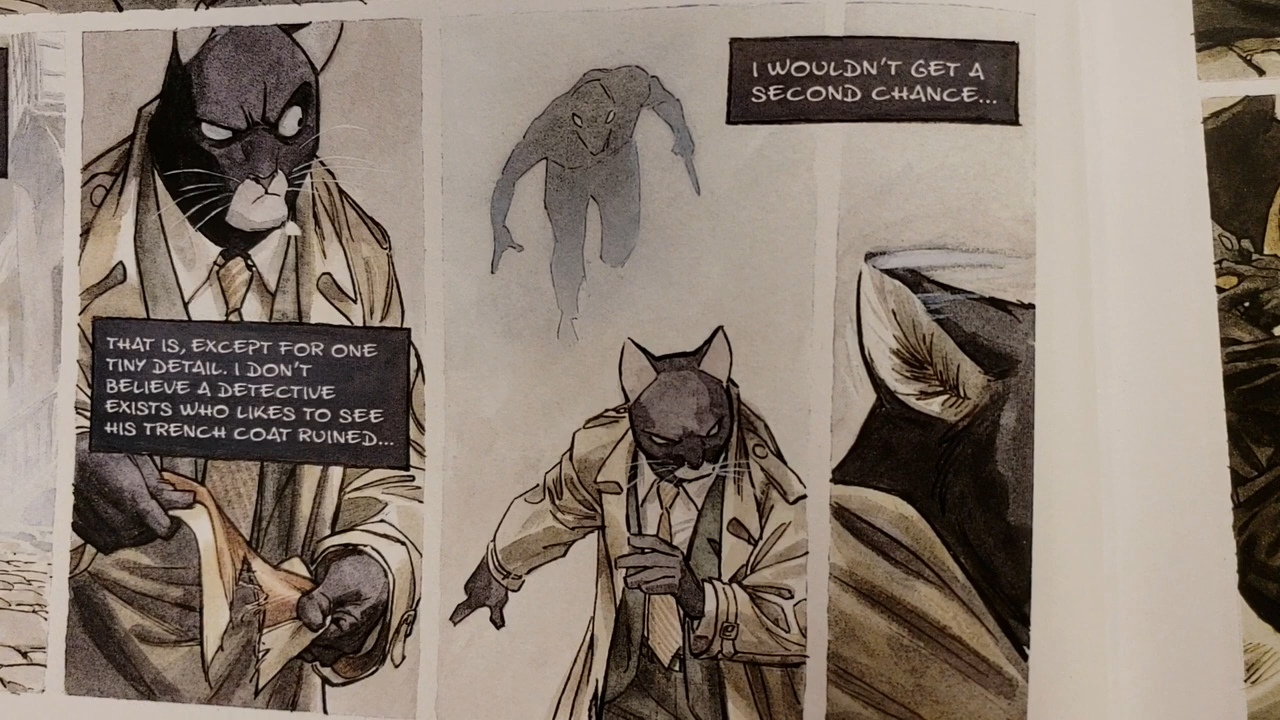 THAT IS, EXCEPT FOR ONE
TINY DETAIL. I DON'T
BELIEVE A DETECTIVE
EXISTS WHO LIKES TO SEE
HIS TRENCH COAT RUINED...
I WOULDN'T GET A
SECOND CHANCE...